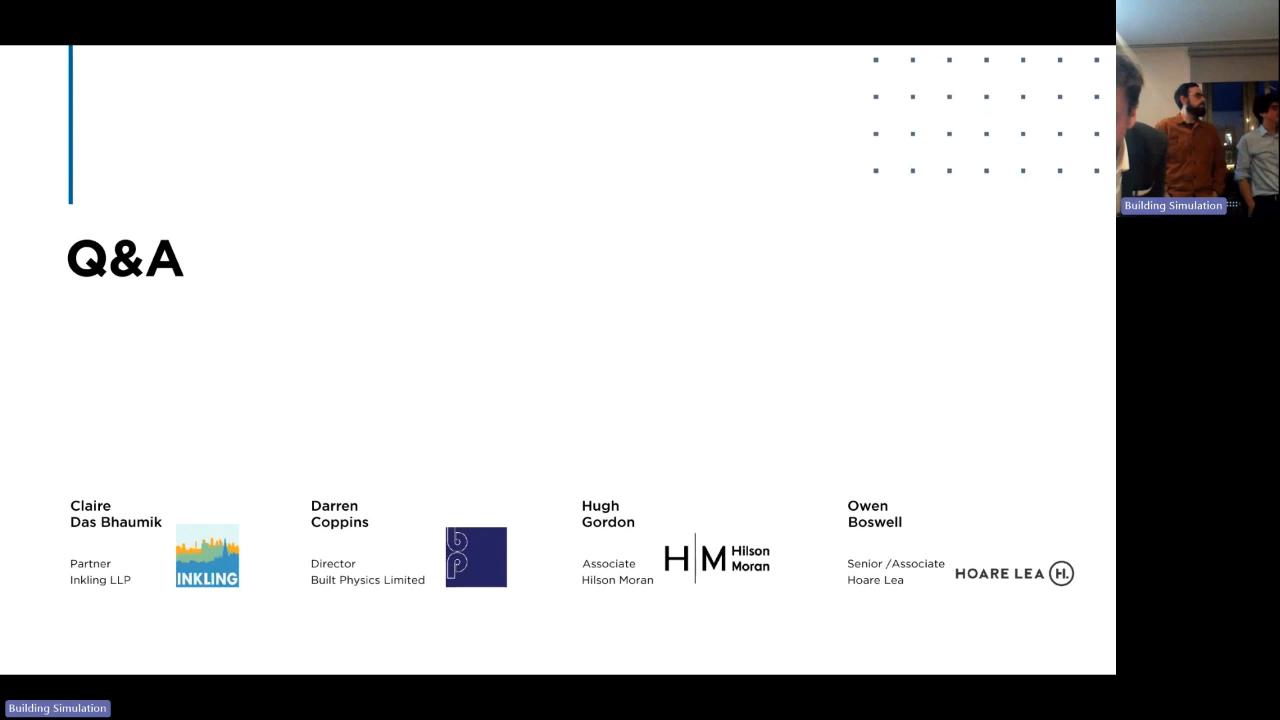 Building Simulation
Q&A
Claire
Das Bhaumik
Partner
Inkling LLP
INKLING
Darren
Coppins
Director
Built Physics Limited
bp
Hugh
Gordon
Associate
Hilson Moran
H M Hilson
Moran
Owen
Boswell
Senior /Associate
Hoare Lea
HOARE LEA H.
Building Simulation